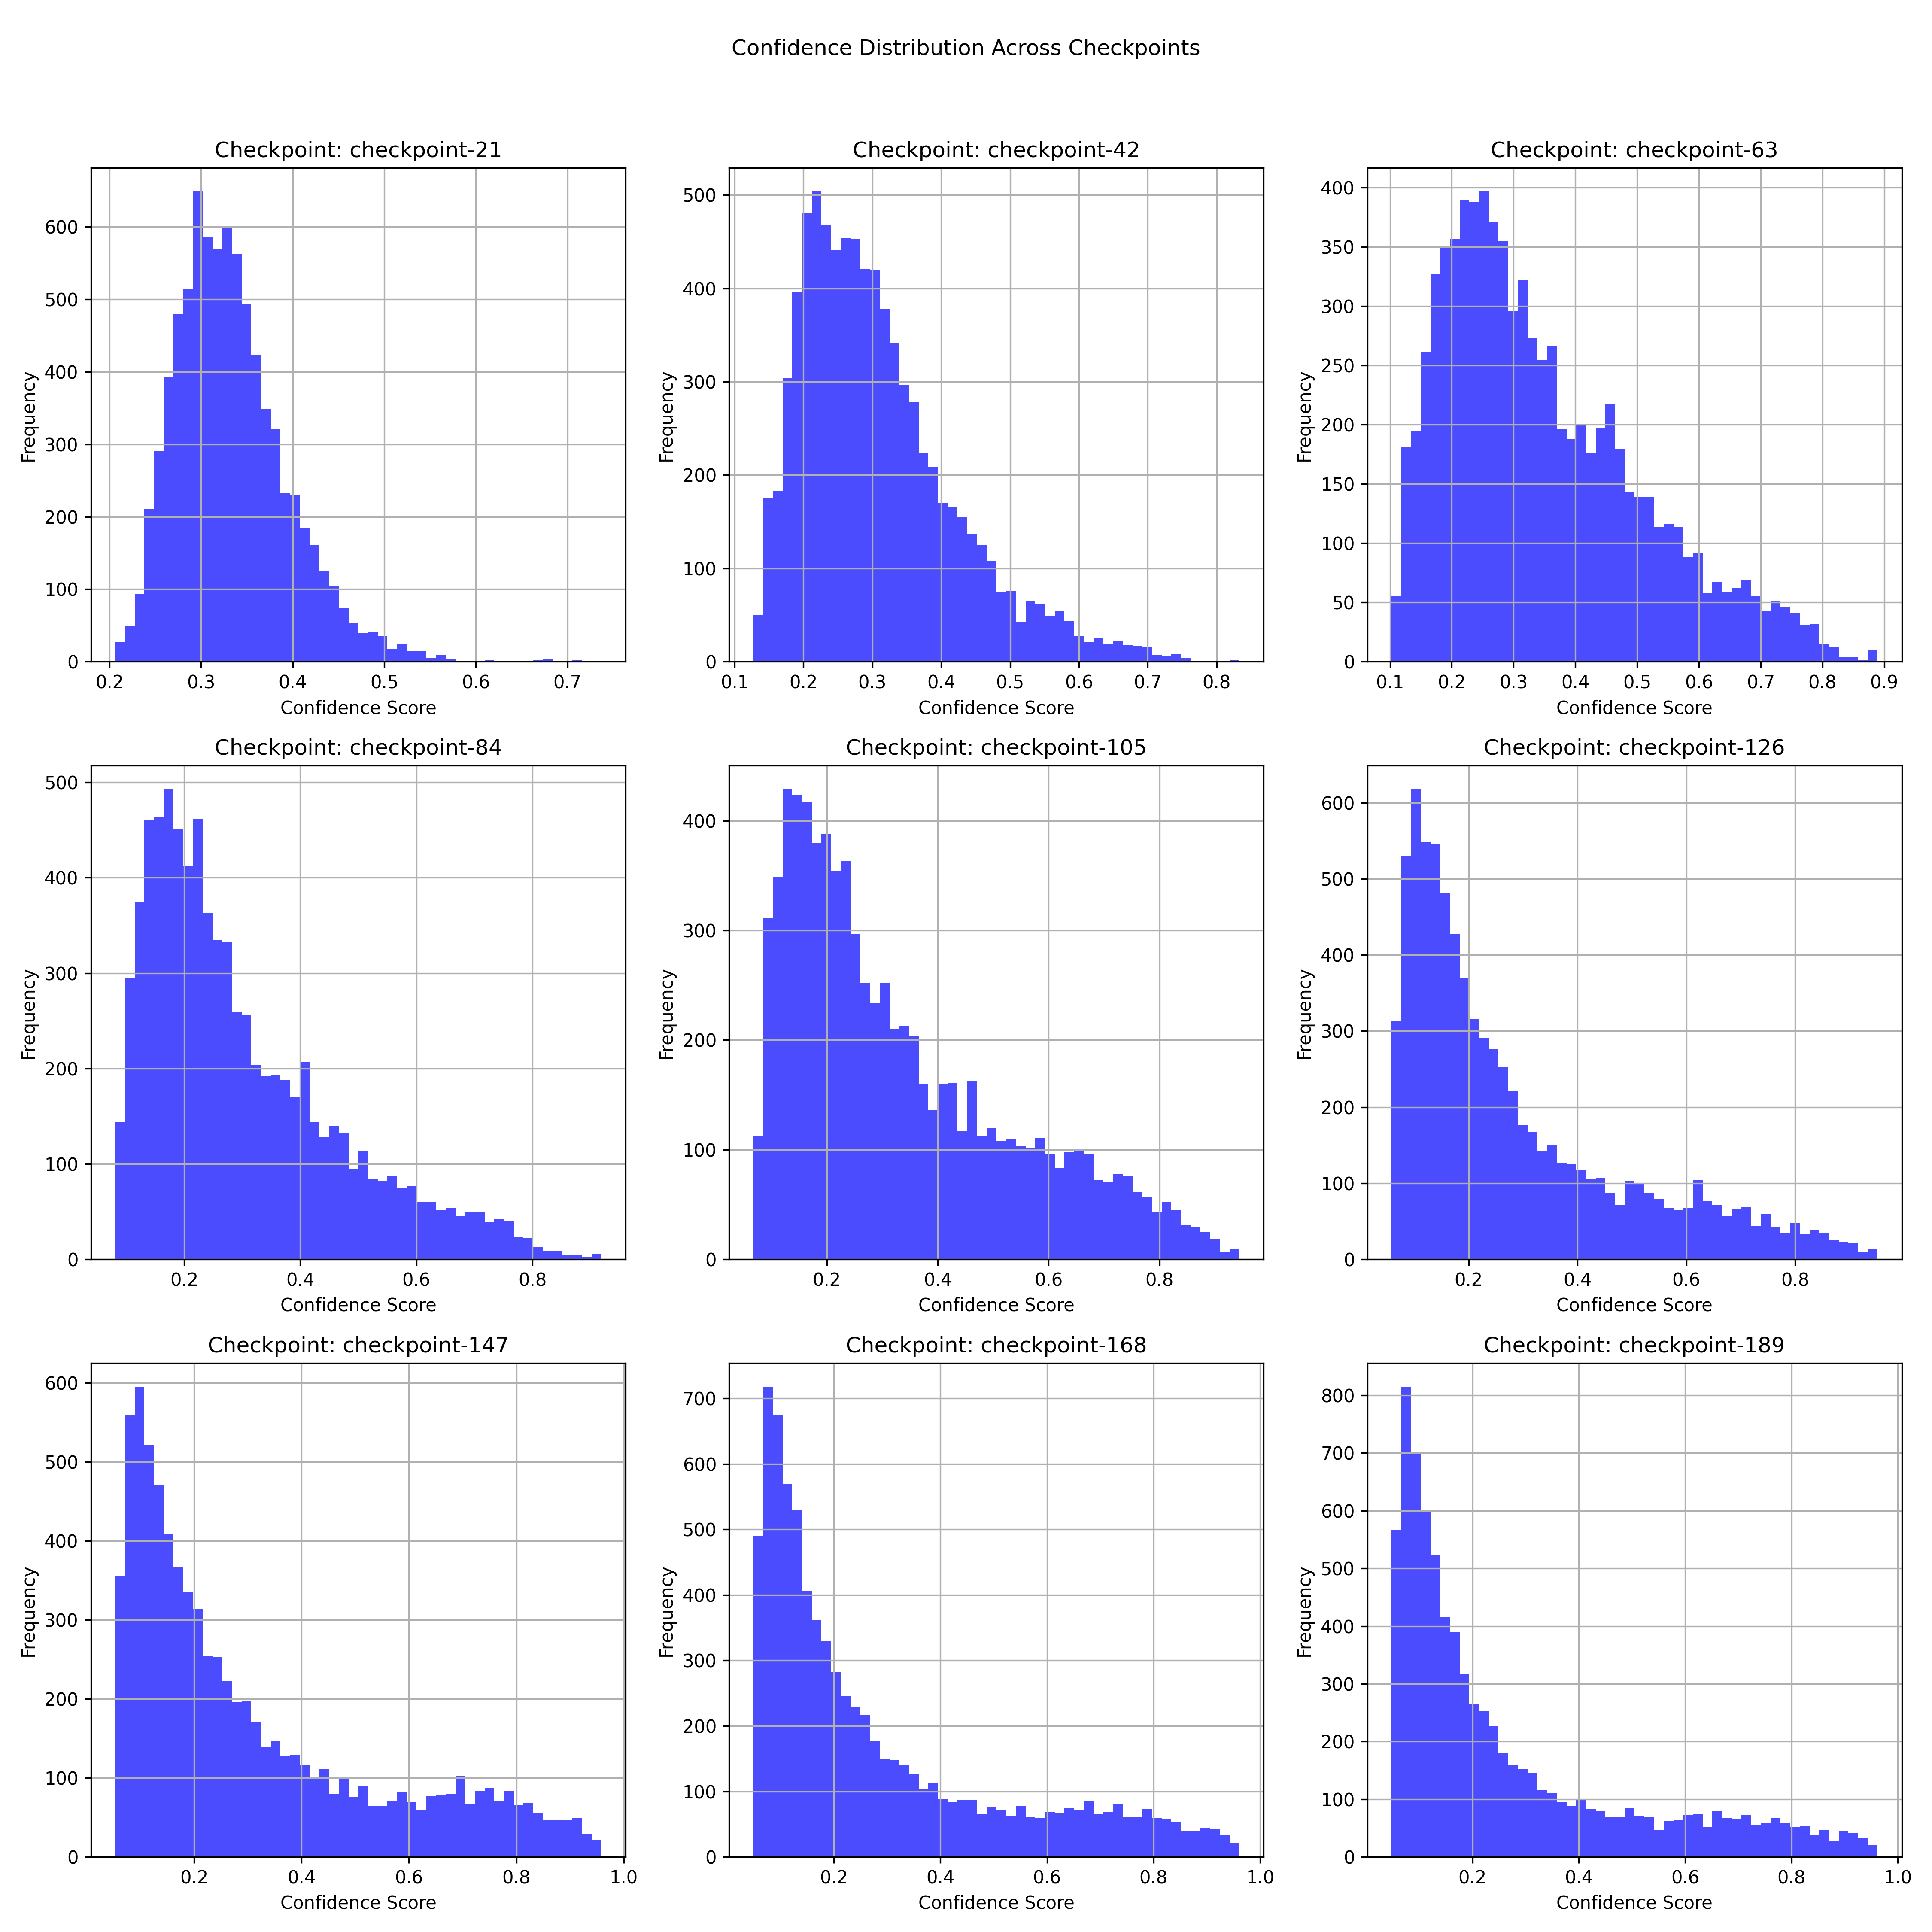 Confidence Distribution Across Checkpoints
Checkpoint: checkpoint-21
Frequency
600
500
400
300
200
100
0
0.2 0.3 0.4 0.5 0.6 0.7
Confidence Score
Checkpoint: checkpoint-42
Frequency
500
400
300
200
100
0
0.1 0.2 0.3 0.4 0.5 0.6 0.7 0.8
Confidence Score
Checkpoint: checkpoint-63
Frequency
400
350
300
250
200
150
100
50
0
0.1 0.2 0.3 0.4 0.5 0.6 0.7 0.8 0.9
Confidence Score
Checkpoint: checkpoint-84
Frequency
500
400
300
200
100
0
0.2 0.4 0.6 0.8
Confidence Score
Checkpoint: checkpoint-105
Frequency
400
300
200
100
0
0.2 0.4 0.6 0.8
Confidence Score
Checkpoint: checkpoint-126
Frequency
600
500
400
300
200
100
0
0.2 0.4 0.6 0.8
Confidence Score
Checkpoint: checkpoint-147
Frequency
600
500
400
300
200
100
0
0.2 0.4 0.6 0.8 1.0
Confidence Score
Checkpoint: checkpoint-168
Frequency
700
600
500
400
300
200
100
0
0.2 0.4 0.6 0.8 1.0
Confidence Score
Checkpoint: checkpoint-189
Frequency
800
700
600
500
400
300
200
100
0
0.2 0.4 0.6 0.8 1.0
Confidence Score